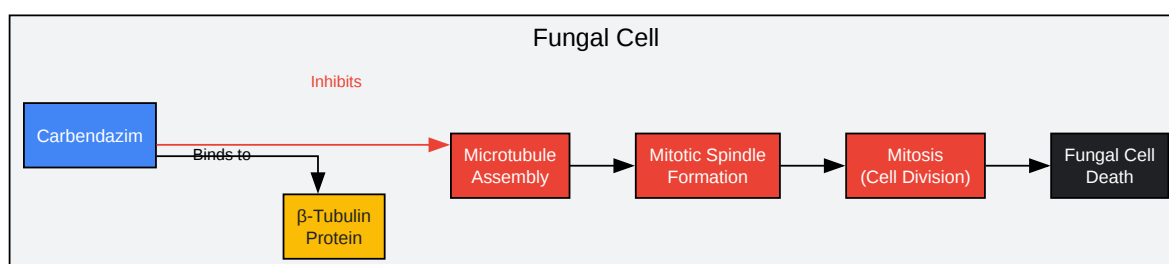 Fungal Cell
Inhibits
Carbendazim
Binds to
β-Tubulin
Protein
Microtubule
Assembly
Mitotic Spindle
Formation
Mitosis
(Cell Division)
Fungal Cell
Death